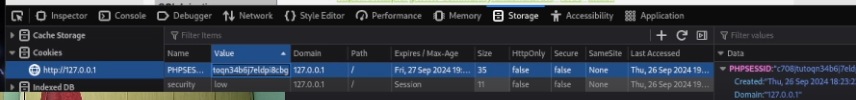 Inspector Console Debugger Network Style Editor Performance Memory Storage Accessibility Application
Cache Storage Filter Items Filter values
Cookies Name Value Domain Path Expires / Max-Age Size HttpOnly Secure SameSite Last Accessed Data
http://127.0.0.1 PHPSES... toqn34b6j7eldpi8cbg 127.0.0.1 / Fri, 27 Sep 2024 19:... 35 false false None Thu, 26 Sep 2024 19... PHPSESSID:"c708jtutoqn34b6j7eld
security low 127.0.0.1 / Session 11 false false None Thu, 26 Sep 2024 19... Created:"Thu, 26 Sep 2024 18:23:2
Indexed DB Domain:"127.0.0.1"